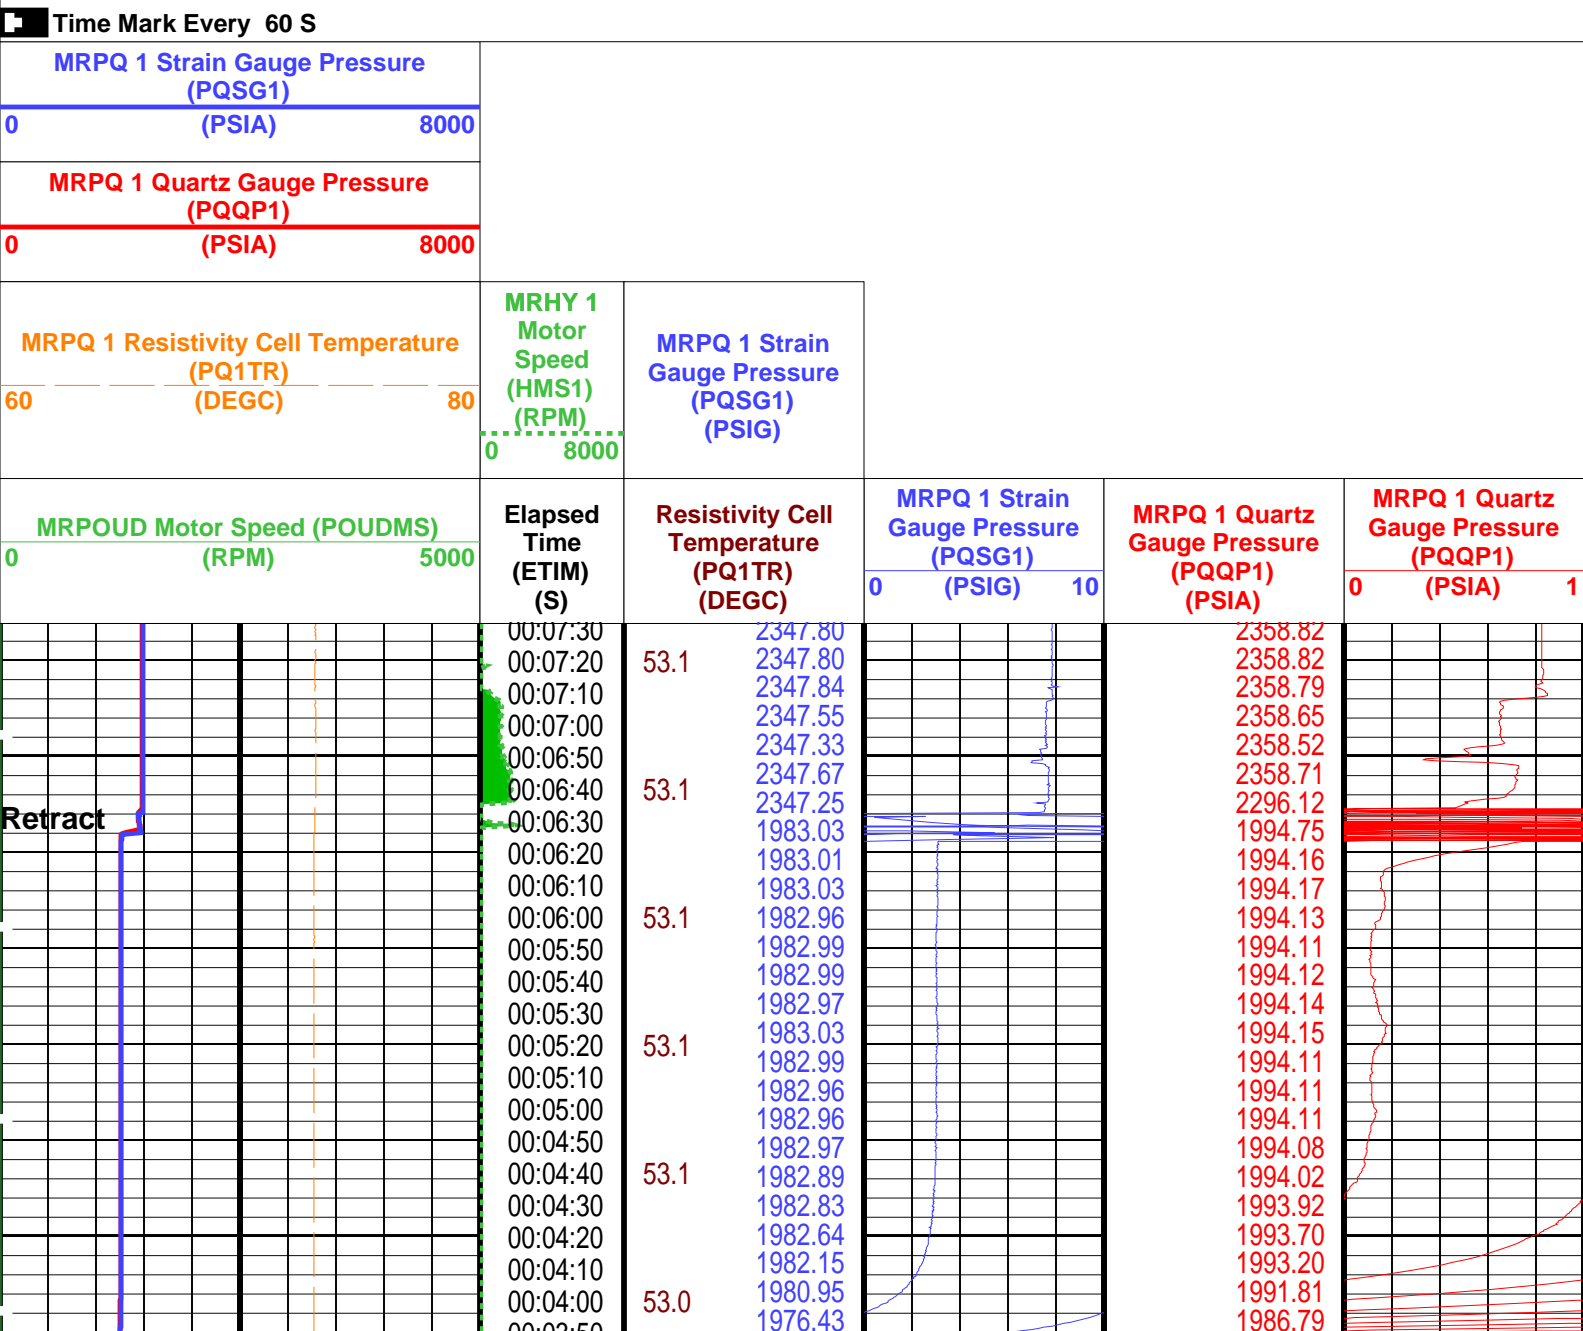 Time Mark Every 60 S
MRPQ 1 Strain Gauge Pressure
(PQSG1)
0 (PSIA) 8000
MRPQ 1 Quartz Gauge Pressure
(PQQP1)
0 (PSIA) 8000
MRPQ 1 Resistivity Cell Temperature
(PQ1TR)
60 (DEGC) 80
MRHY 1
Motor
Speed
(HMS1)
(RPM)
0 8000
MRPQ 1 Strain
Gauge Pressure
(PQSG1)
(PSIG)
MRPOUD Motor Speed (POUDMS)
0 (RPM) 5000
Elapsed
Time
(ETIM)
(S)
Resistivity Cell
Temperature
(PQ1TR)
(DEGC)
MRPQ 1 Strain
Gauge Pressure
(PQSG1)
0 (PSIG) 10
MRPQ 1 Quartz
Gauge Pressure
(PQQP1)
(PSIA)
MRPQ 1 Quartz
Gauge Pressure
(PQQP1)
0 (PSIA) 1
00:07:30 2347.80 2358.82
00:07:20 53.1 2347.80 2358.82
00:07:10 2347.84 2358.79
00:07:00 2347.55 2358.65
00:06:50 2347.33 2358.52
2347.67 2358.71
00:06:40 53.1 2347.25 2296.12
Retract
00:06:30 1983.03 1994.75
00:06:20 1983.01 1994.16
00:06:10 1983.03 1994.17
00:06:00 53.1 1982.96 1994.13
00:05:50 1982.99 1994.11
00:05:40 1982.99 1994.12
00:05:30 1982.97 1994.14
00:05:20 53.1 1983.03 1994.15
1982.99 1994.11
00:05:10 1982.96 1994.11
00:05:00 1982.96 1994.11
00:04:50 1982.97 1994.08
00:04:40 53.1 1982.89 1994.02
00:04:30 1982.83 1993.92
00:04:20 1982.64 1993.70
00:04:10 1982.15 1993.20
00:04:00 53.0 1980.95 1991.81
1976.43 1986.79